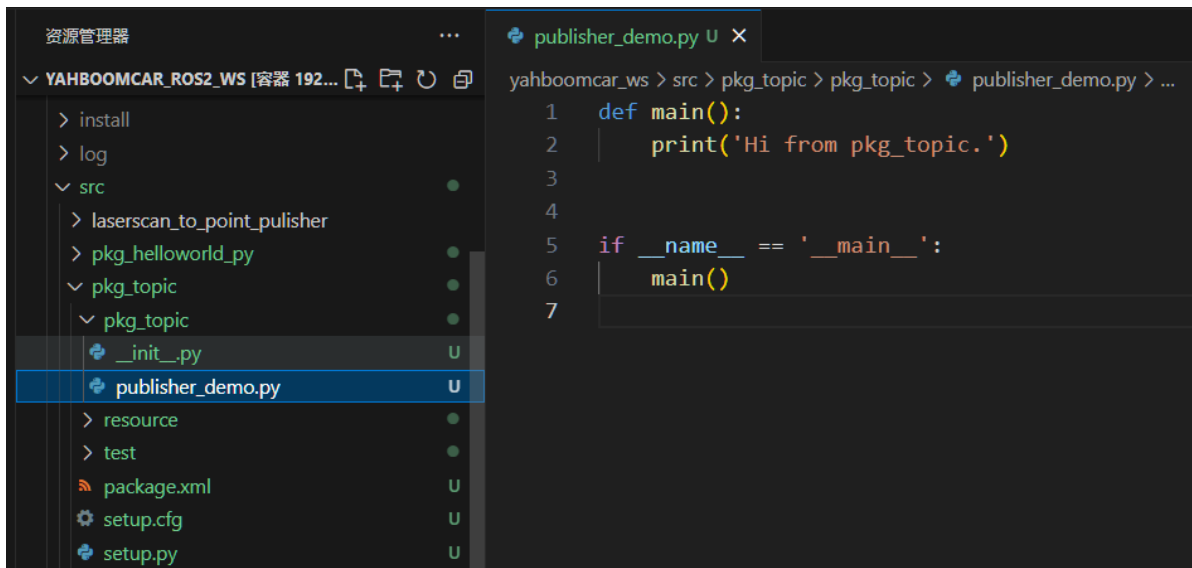 资源管理器
YAHBOOMCAR_ROS2_WS [容器 192...
install
log
src
laserscan_to_point_pulisher
pkg_helloworld_py
pkg_topic
pkg_topic
__init__.py U
publisher_demo.py U
resource
test
package.xml U
setup.cfg U
setup.py U
publisher_demo.py U
yahboomcar_ws > src > pkg_topic > pkg_topic > publisher_demo.py > ...
1 def main():
2     print('Hi from pkg_topic.')
3
4
5 if __name__ == '__main__':
6     main()
7